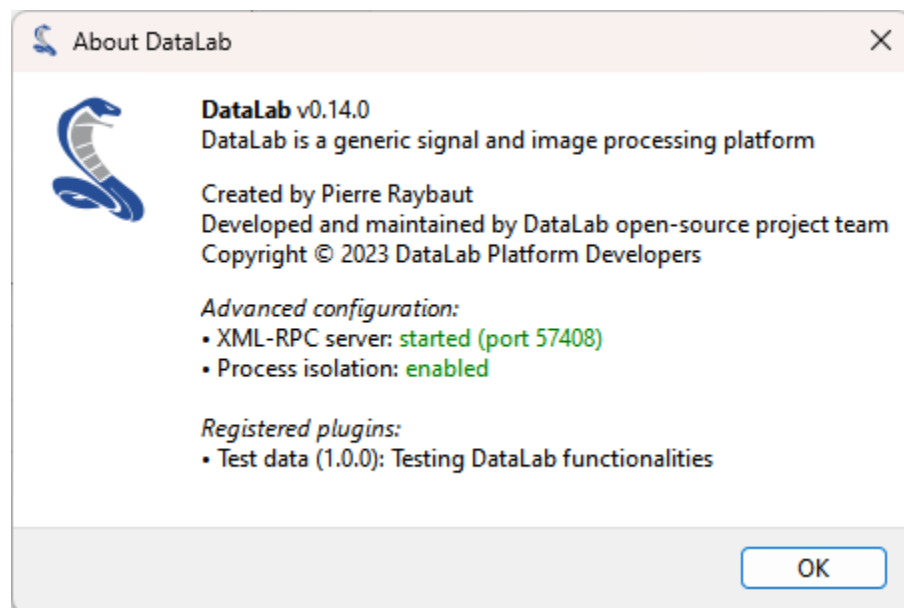 About DataLab
DataLab v0.14.0
DataLab is a generic signal and image processing platform
Created by Pierre Raybaut
Developed and maintained by DataLab open-source project team
Copyright © 2023 DataLab Platform Developers
Advanced configuration:
• XML-RPC server: started (port 57408)
• Process isolation: enabled
Registered plugins:
• Test data (1.0.0): Testing DataLab functionalities
OK